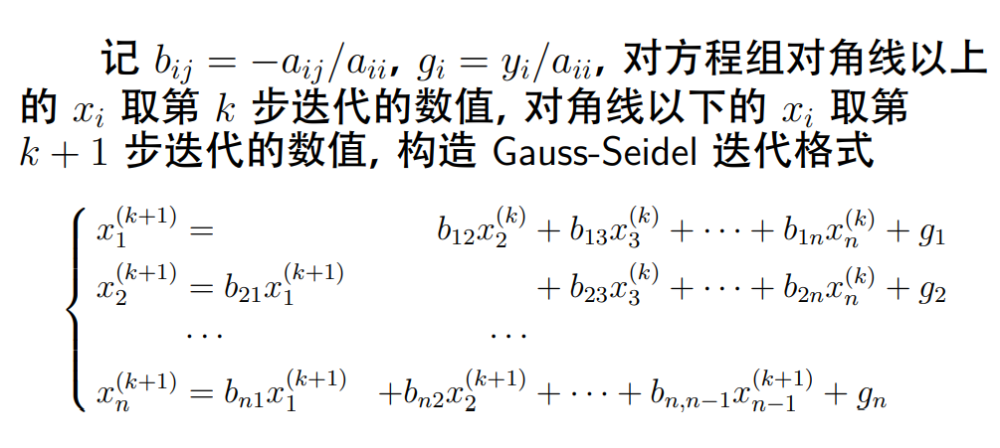 记 $b_{ij} = -a_{ij}/a_{ii}$, $g_i = y_i/a_{ii}$, 对方程组对角线以上
的 $x_i$ 取第 $k$ 步迭代的数值, 对角线以下的 $x_i$ 取第
$k+1$ 步迭代的数值, 构造 Gauss-Seidel 迭代格式
$x_1^{(k+1)} = b_{12}x_2^{(k)} + b_{13}x_3^{(k)} + \cdots + b_{1n}x_n^{(k)} + g_1$
$x_2^{(k+1)} = b_{21}x_1^{(k+1)} + b_{23}x_3^{(k)} + \cdots + b_{2n}x_n^{(k)} + g_2$
$\cdots \quad \cdots$
$x_n^{(k+1)} = b_{n1}x_1^{(k+1)} + b_{n2}x_2^{(k+1)} + \cdots + b_{n,n-1}x_{n-1}^{(k+1)} + g_n$